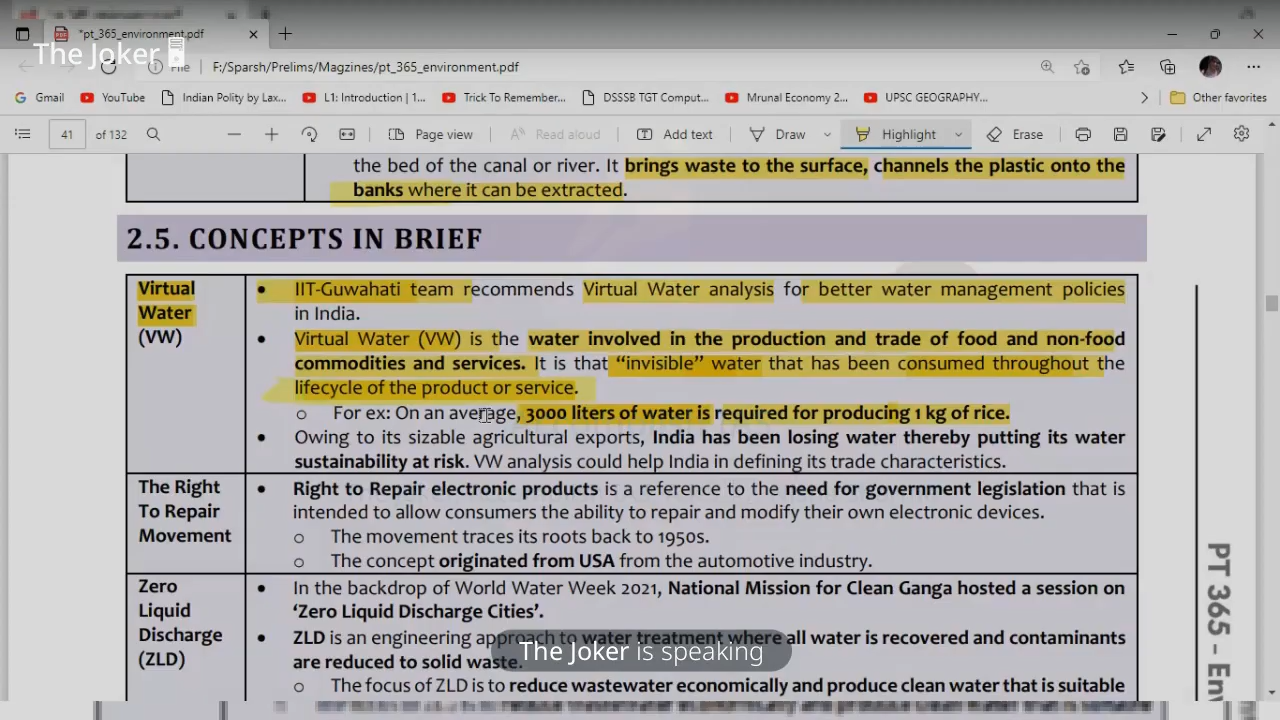 "pt_365_environment.pdf
The Joker
File
F:/Sparsh/Prelims/Magzines/pt_365_environment.pdf
Gmail
YouTube
Indian Polity by Lax...
L1: Introduction | 1...
Trick To Remember...
DSSSB TGT Comput...
Mrunal Economy 2...
UPSC GEOGRAPHY...
Other favorites
41 of 132
Page view
Read aloud
Add text
Draw
Highlight
Erase
the bed of the canal or river. It brings waste to the surface, channels the plastic onto the
banks where it can be extracted.
2.5. CONCEPTS IN BRIEF
Virtual
Water
(VW)
• IIT-Guwahati team recommends Virtual Water analysis for better water management policies
in India.
• Virtual Water (VW) is the water involved in the production and trade of food and non-food
commodities and services. It is that “invisible” water that has been consumed throughout the
lifecycle of the product or service.
o For ex: On an average, 3000 liters of water is required for producing 1 kg of rice.
• Owing to its sizable agricultural exports, India has been losing water thereby putting its water
sustainability at risk. VW analysis could help India in defining its trade characteristics.
The Right
To Repair
Movement
• Right to Repair electronic products is a reference to the need for government legislation that is
intended to allow consumers the ability to repair and modify their own electronic devices.
o The movement traces its roots back to 1950s.
o The concept originated from USA from the automotive industry.
Zero
Liquid
Discharge
(ZLD)
• In the backdrop of World Water Week 2021, National Mission for Clean Ganga hosted a session on
‘Zero Liquid Discharge Cities’.
• ZLD is an engineering approach to water treatment where all water is recovered and contaminants
are reduced to solid waste.
o The focus of ZLD is to reduce wastewater economically and produce clean water that is suitable
The Joker is speaking
PT 365 - Env